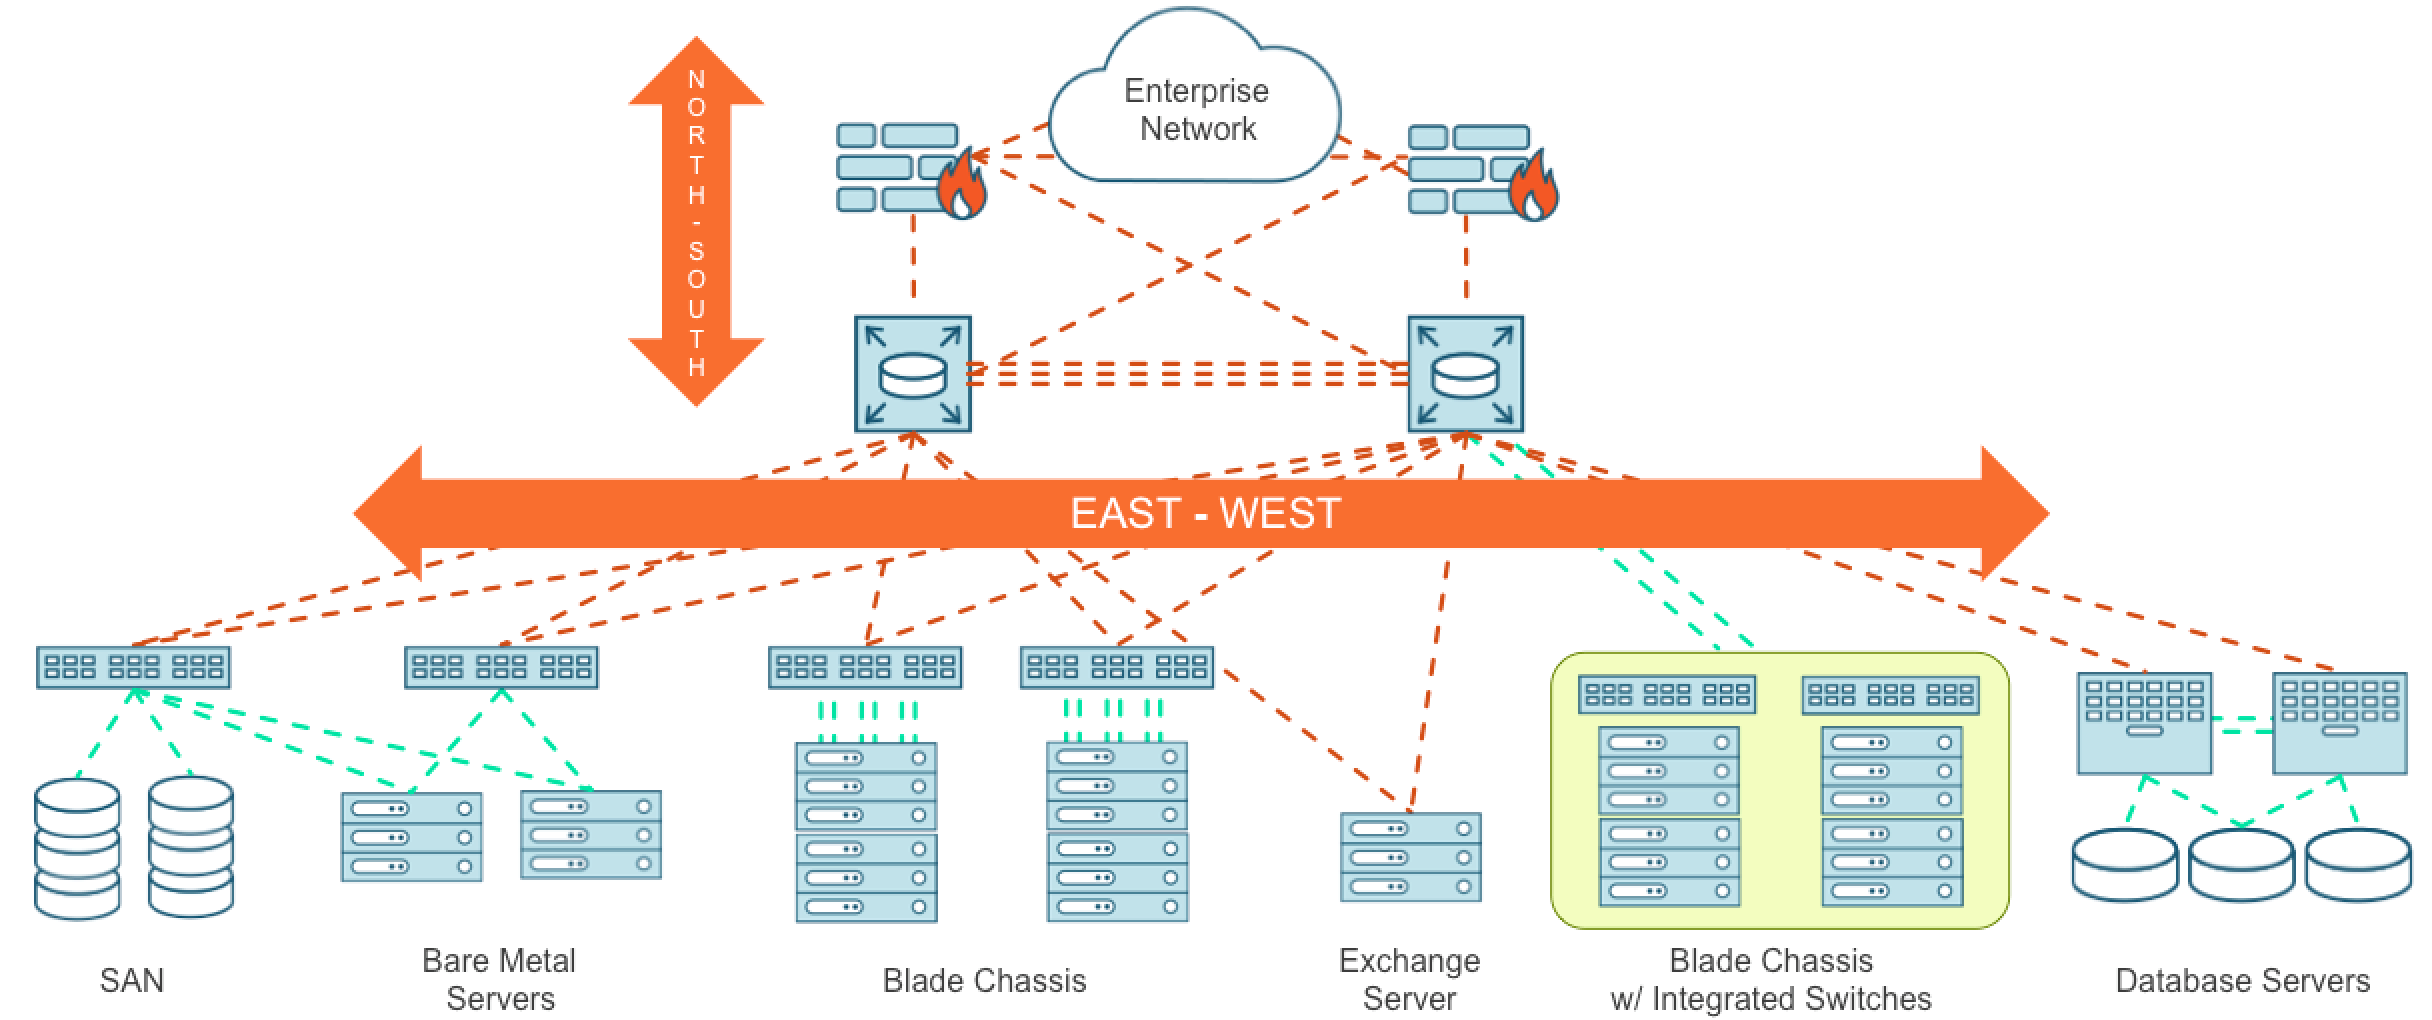 Enterprise
Network
NORTH-SOUTH
EAST - WEST
SAN
Bare Metal
Servers
Blade Chassis
Exchange
Server
Blade Chassis
w/ Integrated Switches
Database Servers